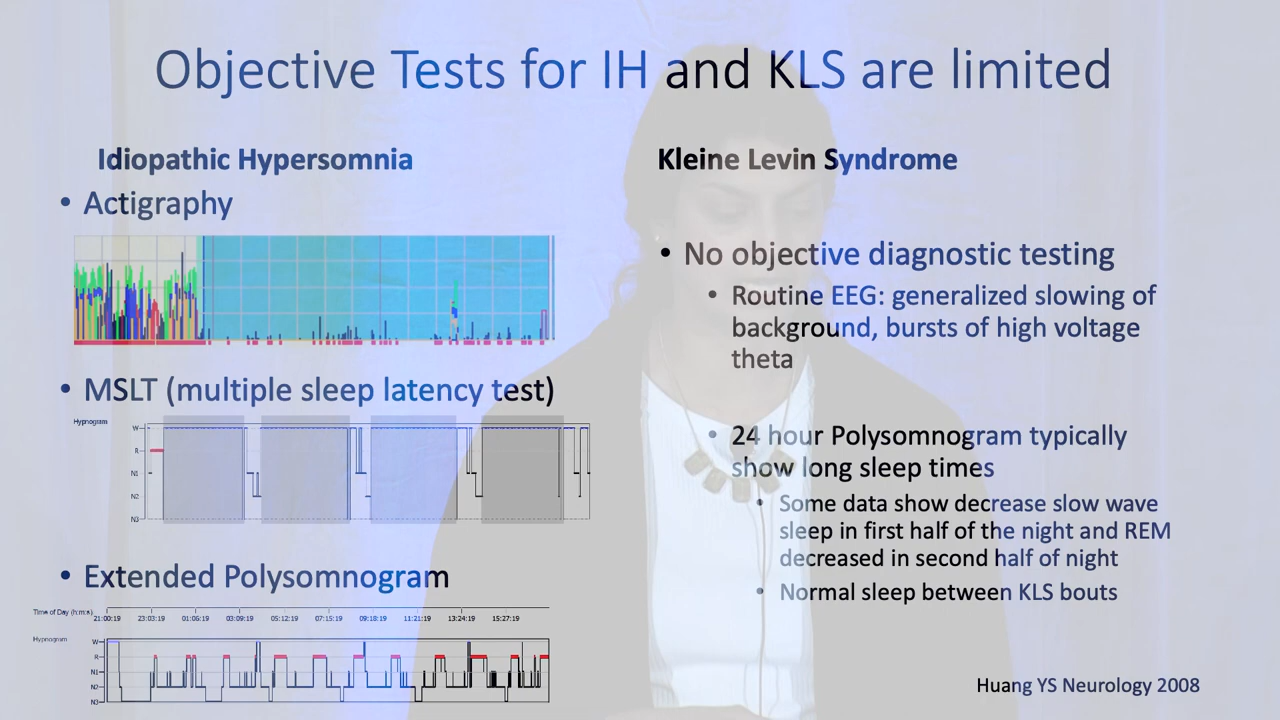 Objective Tests for IH and KLS are limited
Idiopathic Hypersomnia
• Actigraphy
• MSLT (multiple sleep latency test)
Hypnogram
W
R
N1
N2
N3
• Extended Polysomnogram
Time of Day (h:m:s)
21:00:19 23:03:19 01:06:19 03:09:19 05:12:19 07:15:19 09:18:19 11:21:19 13:24:19 15:27:19
Hypnogram
W
R
N1
N2
N3
Kleine Levin Syndrome
• No objective diagnostic testing
• Routine EEG: generalized slowing of
background, bursts of high voltage
theta
• 24 hour Polysomnogram typically
show long sleep times
• Some data show decrease slow wave
sleep in first half of the night and REM
decreased in second half of night
• Normal sleep between KLS bouts
Huang YS Neurology 2008